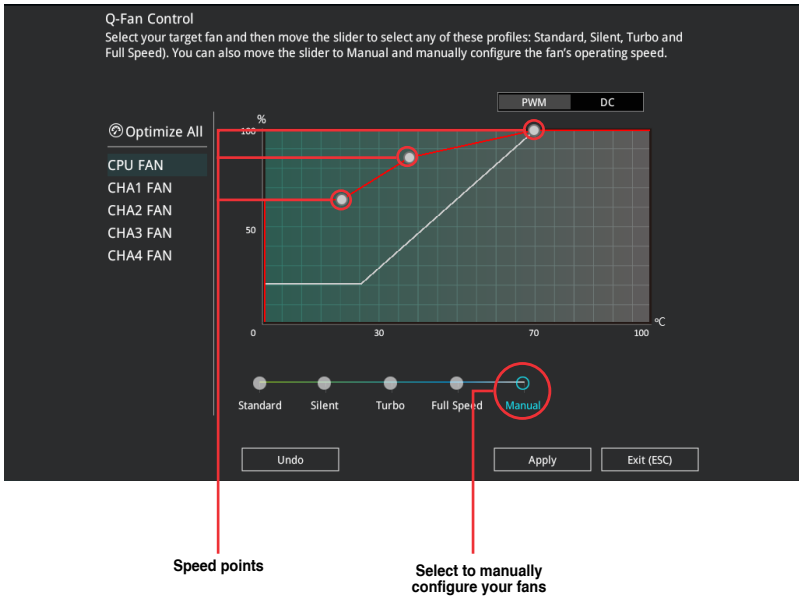 Q-Fan Control
Select your target fan and then move the slider to select any of these profiles: Standard, Silent, Turbo and
Full Speed). You can also move the slider to Manual and manually configure the fan's operating speed.
PWM DC
Optimize All
CPU FAN
CHA1 FAN
CHA2 FAN
CHA3 FAN
CHA4 FAN
%
100
50
0 30 70 100
ºC
Standard Silent Turbo Full Speed Manual
Undo Apply Exit (ESC)
Speed points
Select to manually
configure your fans